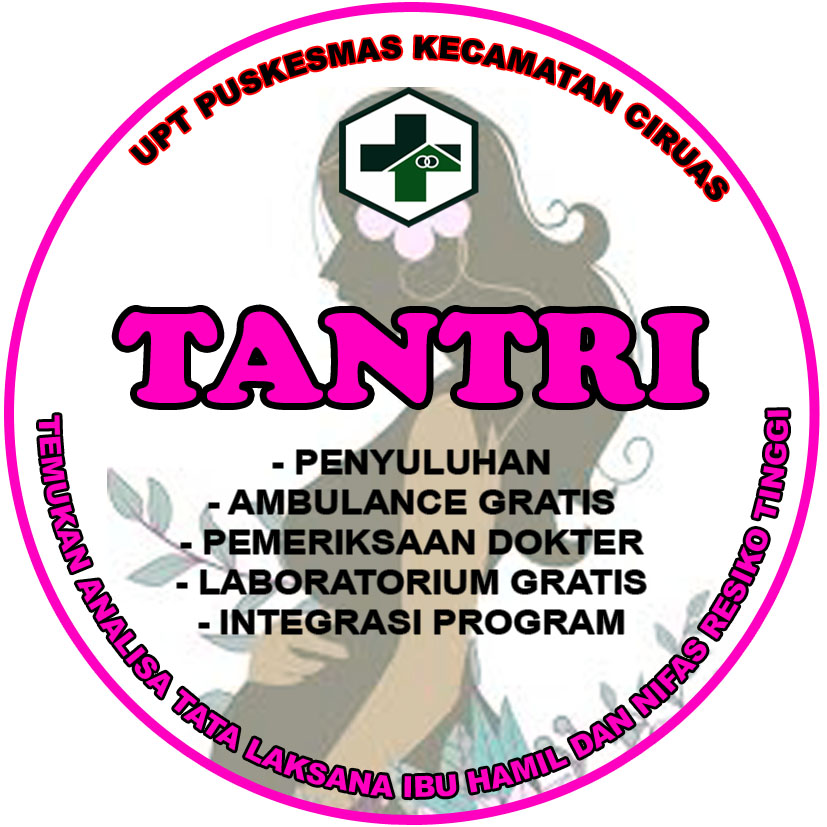 UPT PUSKESMAS KECAMATAN CIRUAS
TANTRI
- PENYULUHAN
- AMBULANCE GRATIS
- PEMERIKSAAN DOKTER
- LABORATORIUM GRATIS
- INTEGRASI PROGRAM
TEMUKAN ANALISA TATA LAKSANA IBU HAMIL DAN NIFAS RESIKO TINGGI